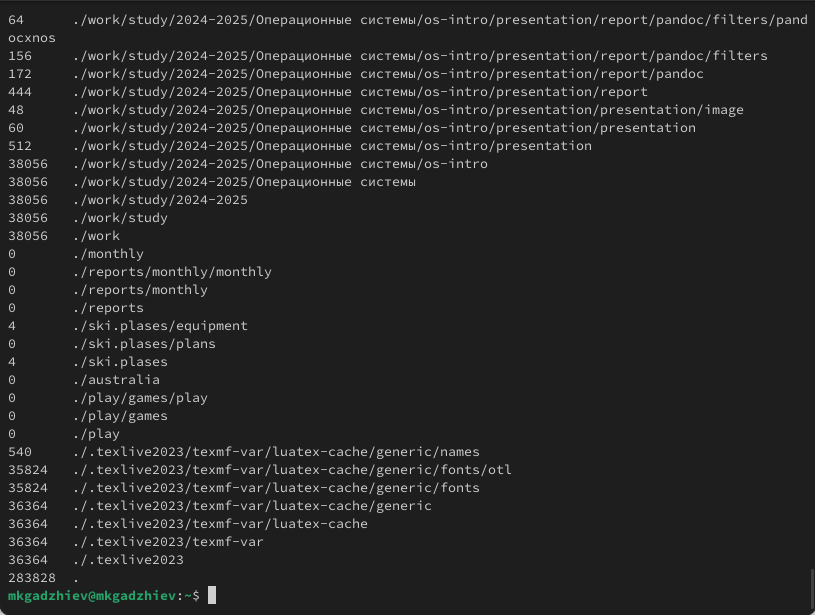 64      ./work/study/2024-2025/Операционные системы/os-intro/presentation/report/pandoc/filters/pand
ocxnos
156     ./work/study/2024-2025/Операционные системы/os-intro/presentation/report/pandoc/filters
172     ./work/study/2024-2025/Операционные системы/os-intro/presentation/report/pandoc
444     ./work/study/2024-2025/Операционные системы/os-intro/presentation/report
48      ./work/study/2024-2025/Операционные системы/os-intro/presentation/presentation/image
60      ./work/study/2024-2025/Операционные системы/os-intro/presentation/presentation
512     ./work/study/2024-2025/Операционные системы/os-intro/presentation
38056   ./work/study/2024-2025/Операционные системы/os-intro
38056   ./work/study/2024-2025/Операционные системы
38056   ./work/study/2024-2025
38056   ./work/study
38056   ./work
0       ./monthly
0       ./reports/monthly/monthly
0       ./reports/monthly
0       ./reports
4       ./ski.plases/equipment
0       ./ski.plases/plans
4       ./ski.plases
0       ./australia
0       ./play/games/play
0       ./play/games
0       ./play
540     ./.texlive2023/texmf-var/luatex-cache/generic/names
35824   ./.texlive2023/texmf-var/luatex-cache/generic/fonts/otl
35824   ./.texlive2023/texmf-var/luatex-cache/generic/fonts
36364   ./.texlive2023/texmf-var/luatex-cache/generic
36364   ./.texlive2023/texmf-var/luatex-cache
36364   ./.texlive2023/texmf-var
36364   ./.texlive2023
283828  .
mkgadzhiev@mkgadzhiev:~$